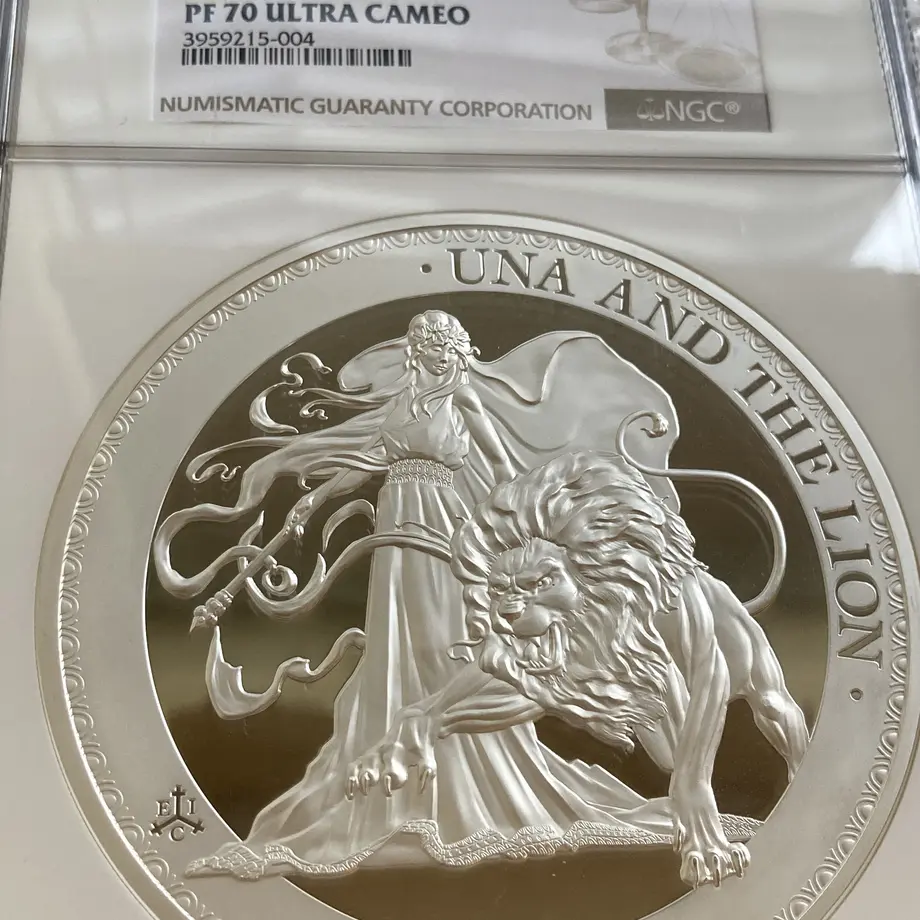 PF 70 ULTRA CAMEO
3959215-004
NUMISMATIC GUARANTY CORPORATION
NGC®
· UNA AND THE LION ·
E I
C